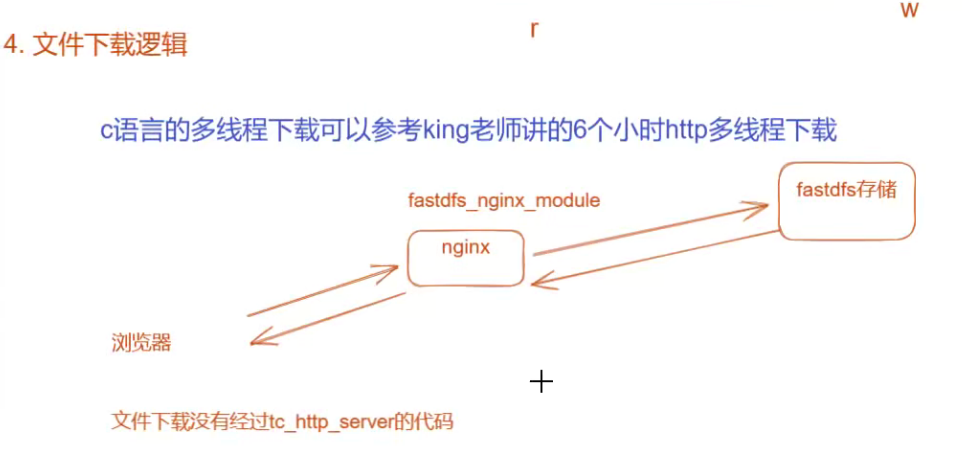 w
r
4. 文件下载逻辑
c语言的多线程下载可以参考king老师讲的6个小时http多线程下载
fastdfs存储
fastdfs_nginx_module
nginx
浏览器
文件下载没有经过tc_http_server的代码